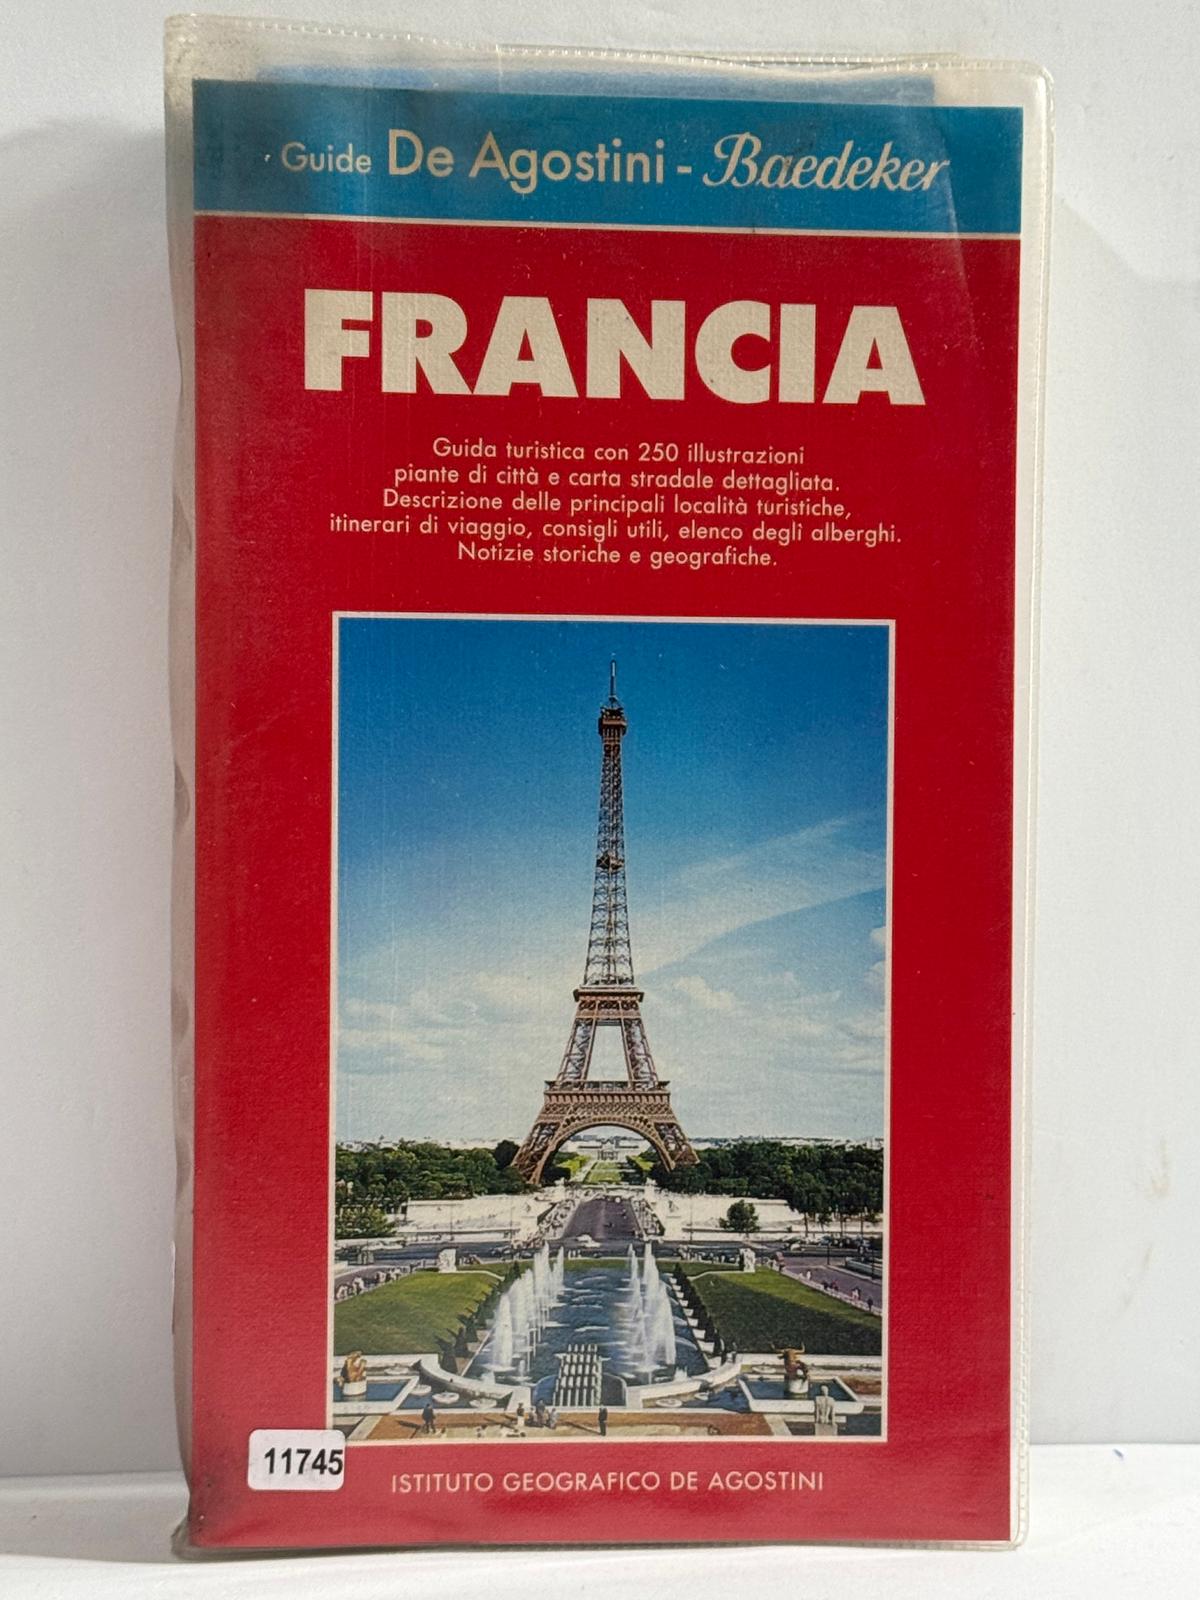 Guide De Agostini - Baedeker
FRANCIA
Guida turistica con 250 illustrazioni
piante di città e carta stradale dettagliata.
Descrizione delle principali località turistiche,
itinerari di viaggio, consigli utili, elenco degli alberghi.
Notizie storiche e geografiche.
11745
ISTITUTO GEOGRAFICO DE AGOSTINI